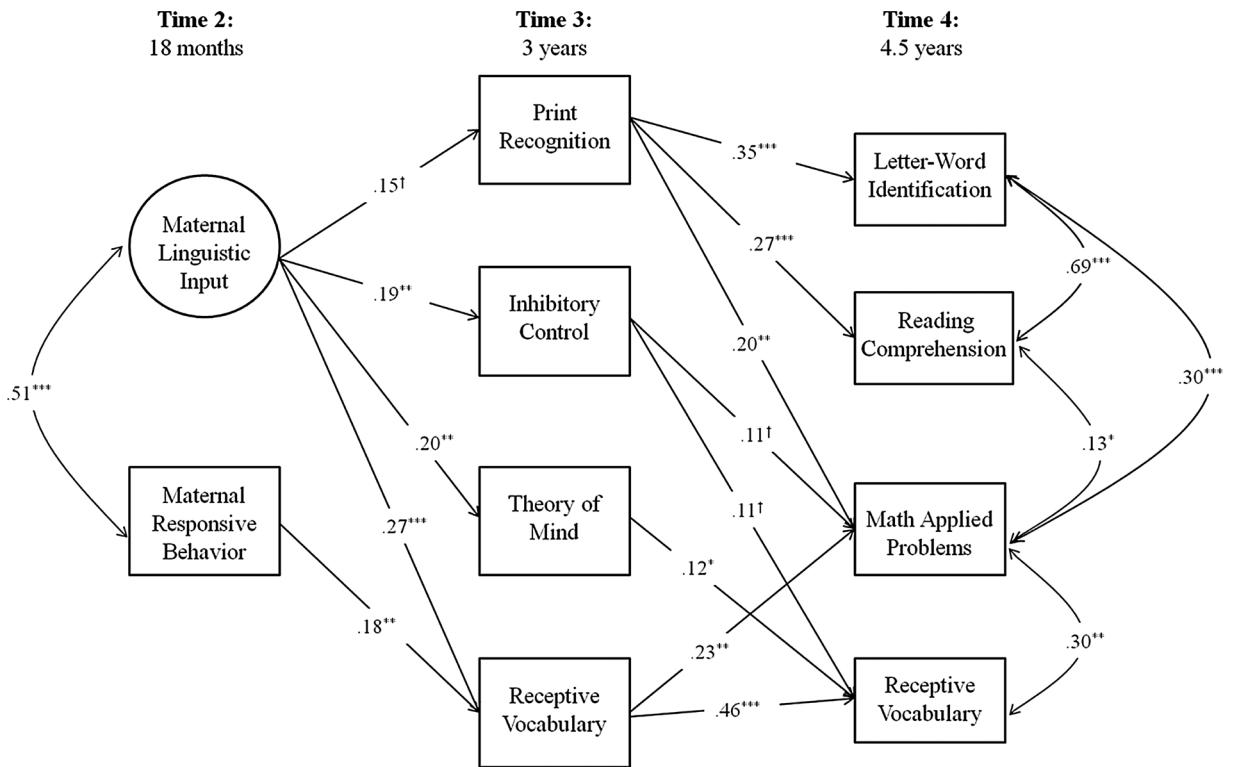 Time 2:
18 months
Time 3:
3 years
Time 4:
4.5 years
Maternal
Linguistic
Input
Maternal
Responsive
Behavior
.51***
.15†
.19**
.20**
.27***
.18**
Print
Recognition
Inhibitory
Control
Theory of
Mind
Receptive
Vocabulary
.35***
.27***
.20**
.11†
.11†
.12*
.23**
.46***
Letter-Word
Identification
Reading
Comprehension
Math Applied
Problems
Receptive
Vocabulary
.69***
.30***
.13*
.30**